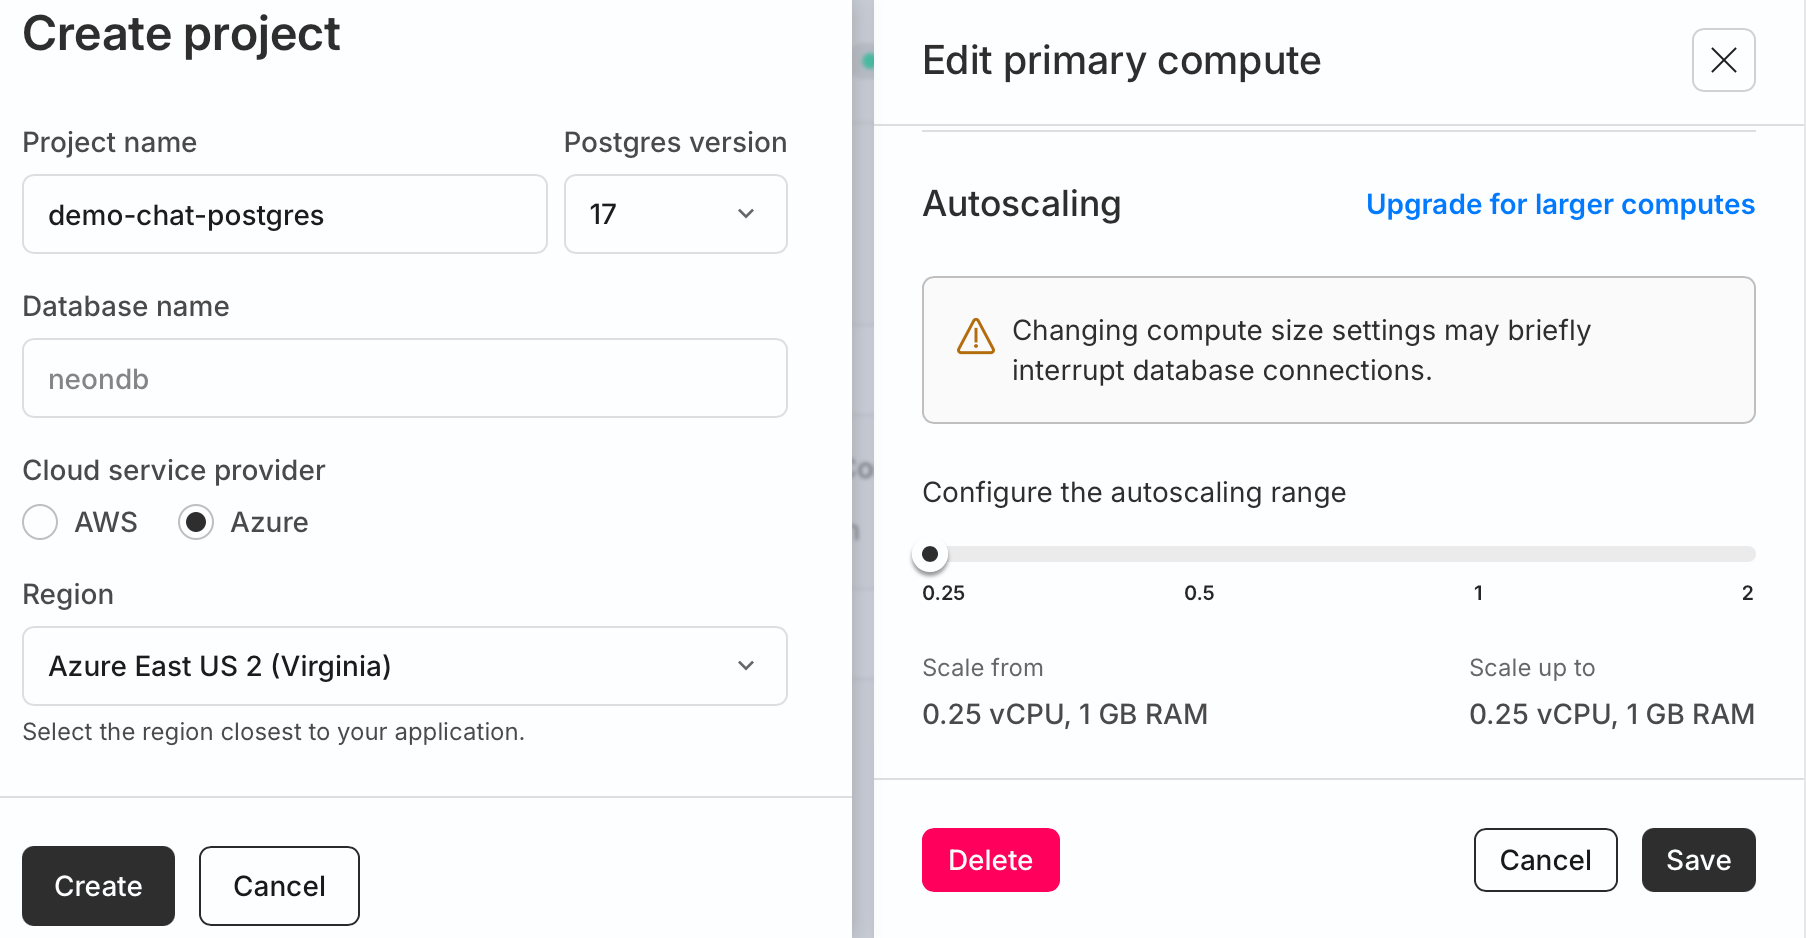 Create project
Project name
Postgres version
demo-chat-postgres
17
Database name
neondb
Cloud service provider
AWS
Azure
Region
Azure East US 2 (Virginia)
Select the region closest to your application.
Create
Cancel
Edit primary compute
Autoscaling
Upgrade for larger computes
Changing compute size settings may briefly
interrupt database connections.
Configure the autoscaling range
0.25
0.5
1
2
Scale from
Scale up to
0.25 vCPU, 1 GB RAM
0.25 vCPU, 1 GB RAM
Delete
Cancel
Save